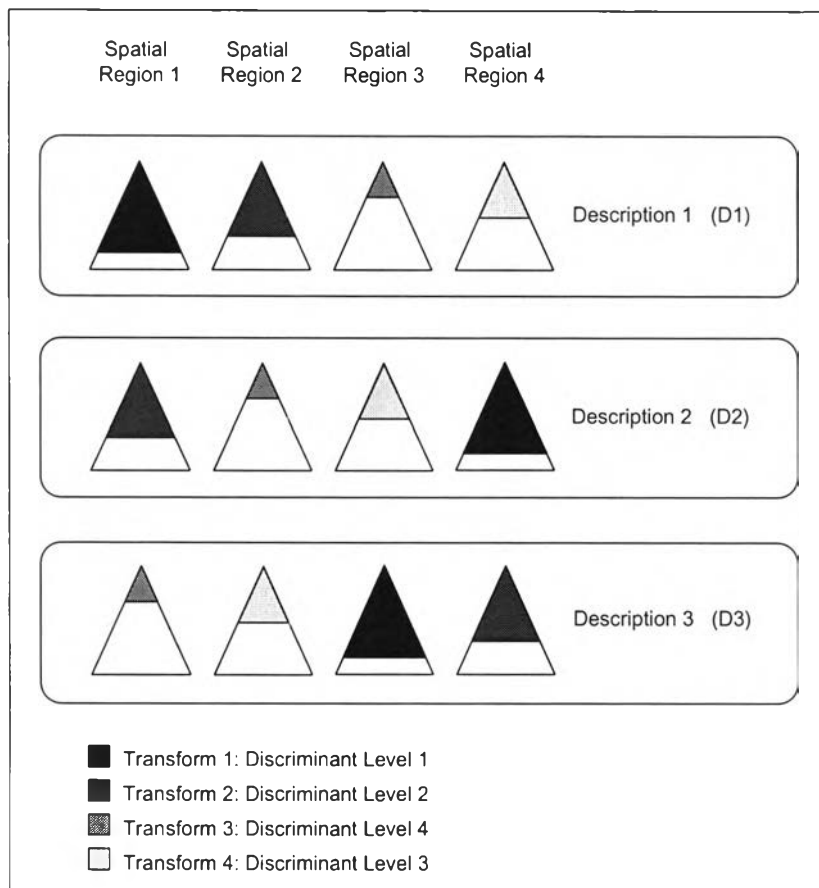 Spatial Region 1
Spatial Region 2
Spatial Region 3
Spatial Region 4
Description 1 (D1)
Description 2 (D2)
Description 3 (D3)
Transform 1: Discriminant Level 1
Transform 2: Discriminant Level 2
Transform 3: Discriminant Level 4
Transform 4: Discriminant Level 3